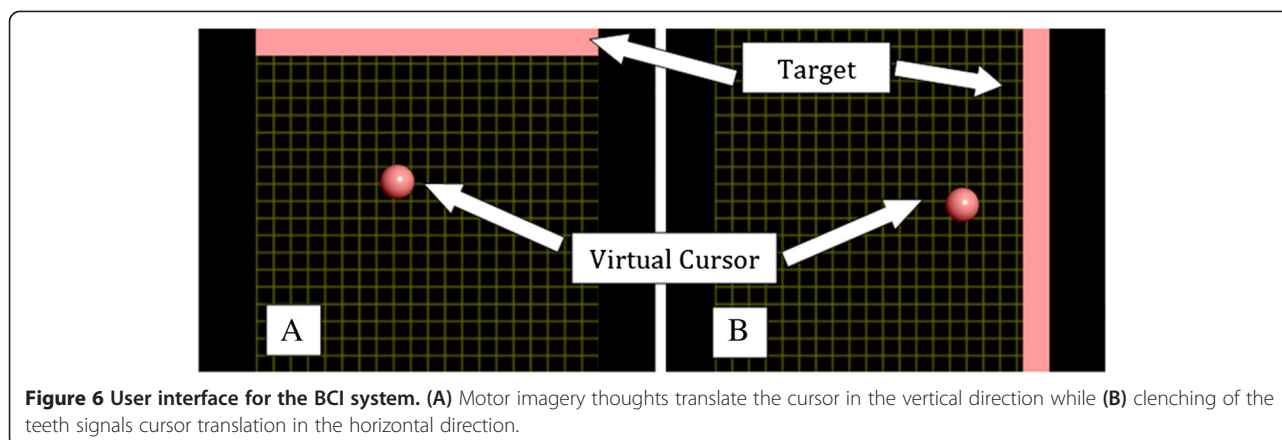 Target
Virtual Cursor
A
B
Figure 6 User interface for the BCI system. (A) Motor imagery thoughts translate the cursor in the vertical direction while (B) clenching of the
teeth signals cursor translation in the horizontal direction.